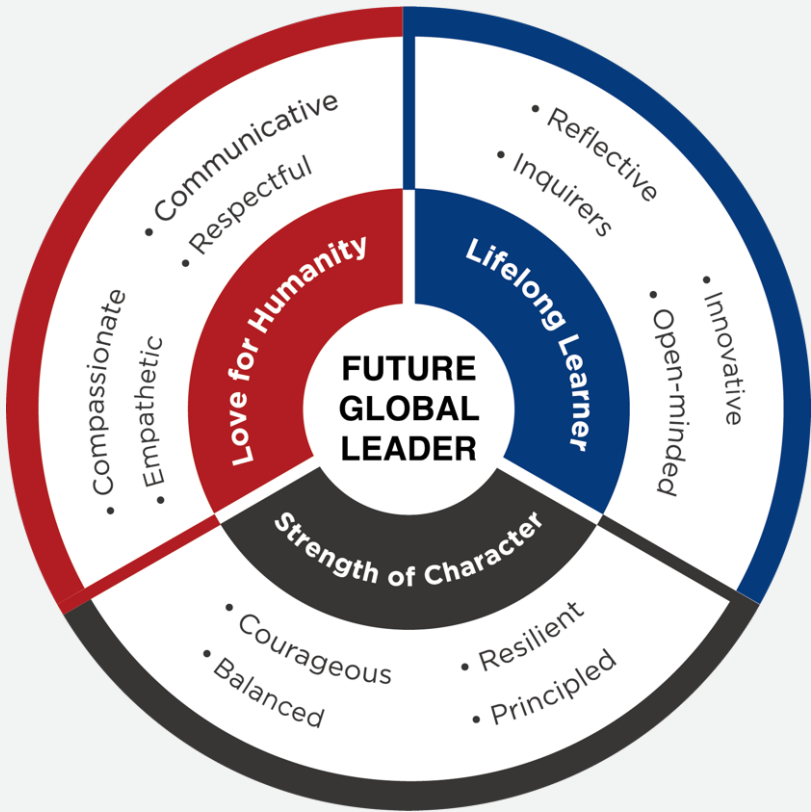 FUTURE
GLOBAL
LEADER
Love for Humanity
• Communicative
• Respectful
• Compassionate
• Empathetic
Lifelong Learner
• Reflective
• Inquirers
• Innovative
• Open-minded
Strength of Character
• Courageous
• Balanced
• Resilient
• Principled